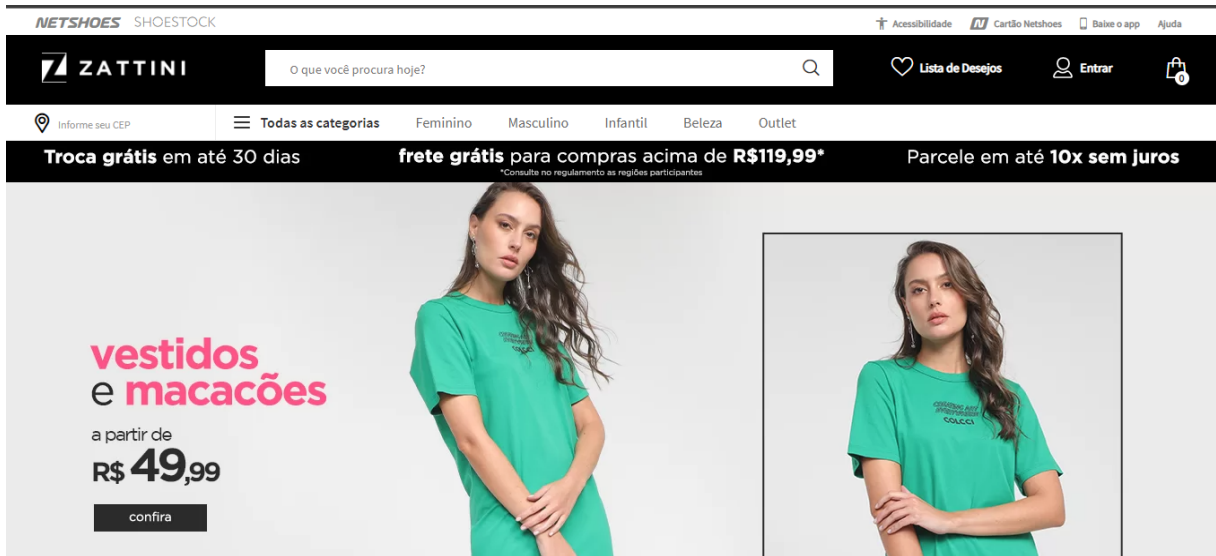 NETSHOES SHOESTOCK
Acessibilidade Cartão Netshoes Baixe o app Ajuda
ZATTINI
O que você procura hoje?
Lista de Desejos Entrar 0
Informe seu CEP
Todas as categorias Feminino Masculino Infantil Beleza Outlet
Troca grátis em até 30 dias
frete grátis para compras acima de R$119,99*
*Consulte no regulamento as regiões participantes
Parcele em até 10x sem juros
vestidos
e macacões
a partir de
R$ 49,99
confira
COLCCI
COLCCI